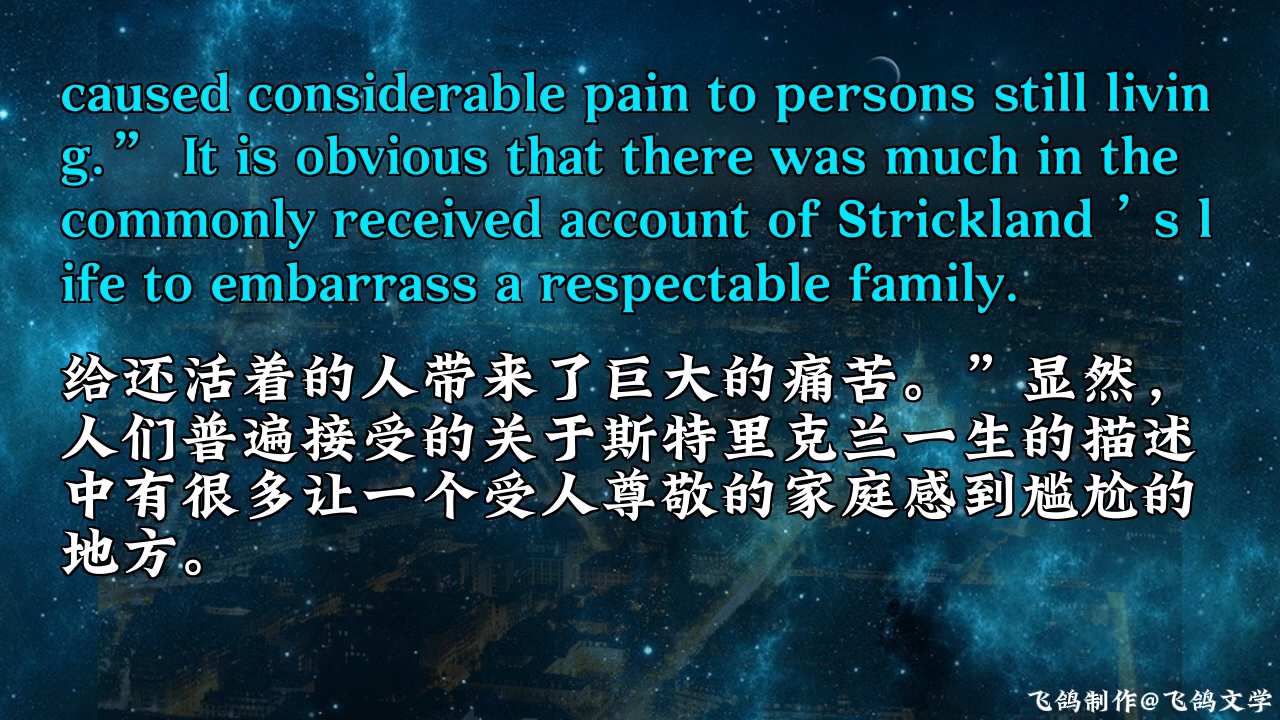 caused considerable pain to persons still livin
g.” It is obvious that there was much in the
commonly received account of Strickland ’s l
ife to embarrass a respectable family.
给还活着的人带来了巨大的痛苦。”显然，
人们普遍接受的关于斯特里克兰一生的描述
中有很多让一个受人尊敬的家庭感到尴尬的
地方。
飞鸽制作@飞鸽文学